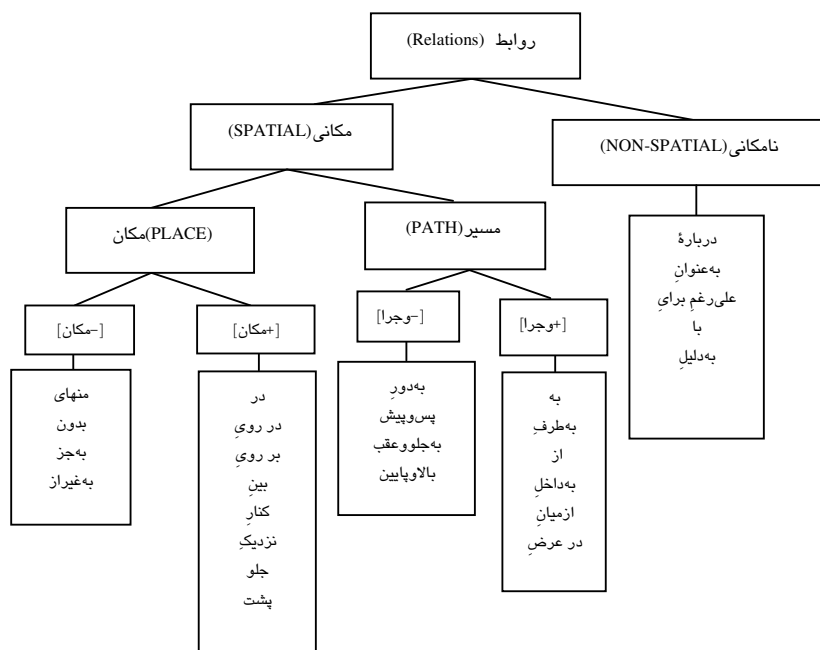 روابط (Relations)
مکانی(SPATIAL)
نامکانی(NON-SPATIAL)
مکان(PLACE)
مسیر(PATH)
[–مکان]
[+مکان]
[–وجرا]
[+وجرا]
منهای
بدون
به‌جز
به‌غیراز
در
در رویِ
بر رویِ
بینِ
کنارِ
نزدیکِ
جلو
پشت
به‌دورِ
پس‌وپیش
به‌جلووعقب
بالاوپایین
به
به‌طرفِ
از
به‌داخلِ
ازمیانِ
در عرضِ
دربارۀ
به‌عنوانِ
علی‌رغمِ برایِ
با
به‌دلیلِ